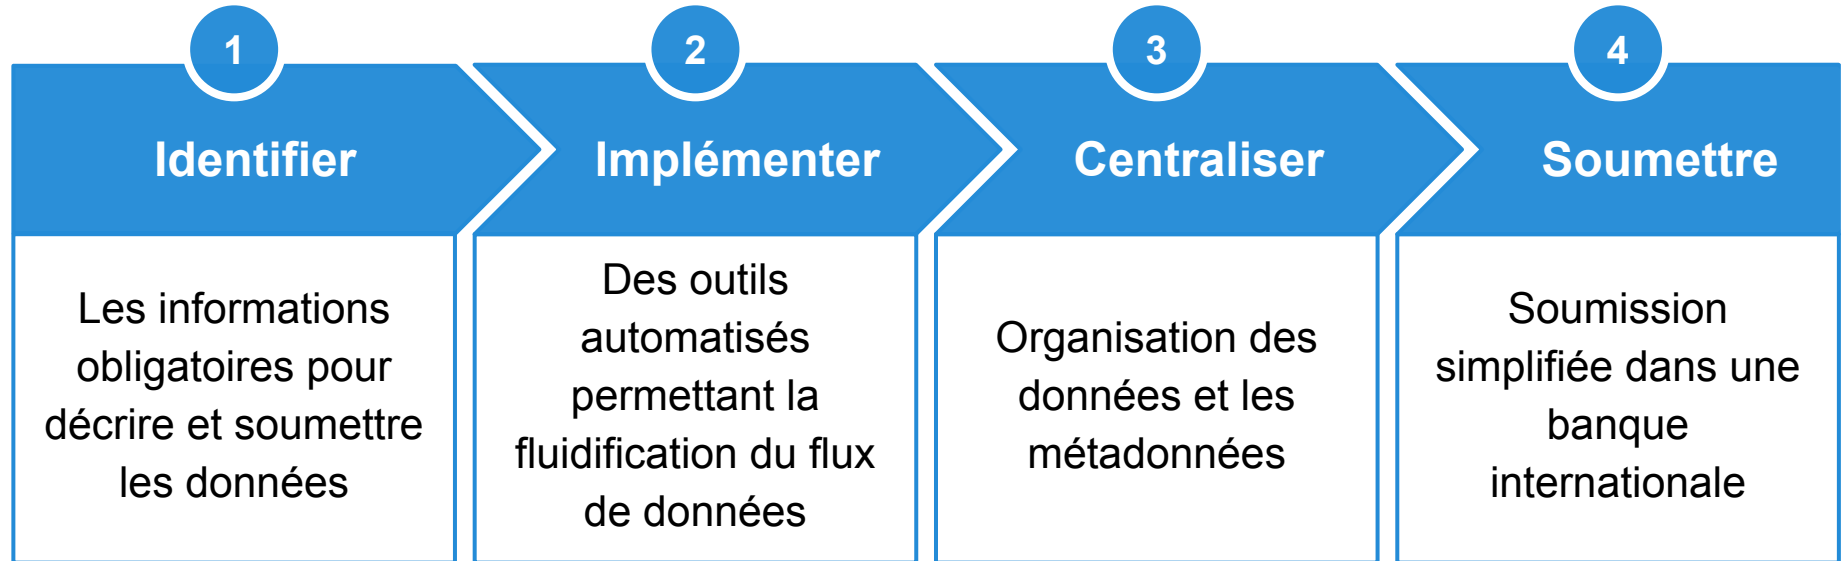 1
Identifier
Les informations
obligatoires pour
décrire et soumettre
les données
2
Implémenter
Des outils
automatisés
permettant la
fluidification du flux
de données
3
Centraliser
Organisation des
données et les
métadonnées
4
Soumettre
Soumission
simplifiée dans une
banque
internationale